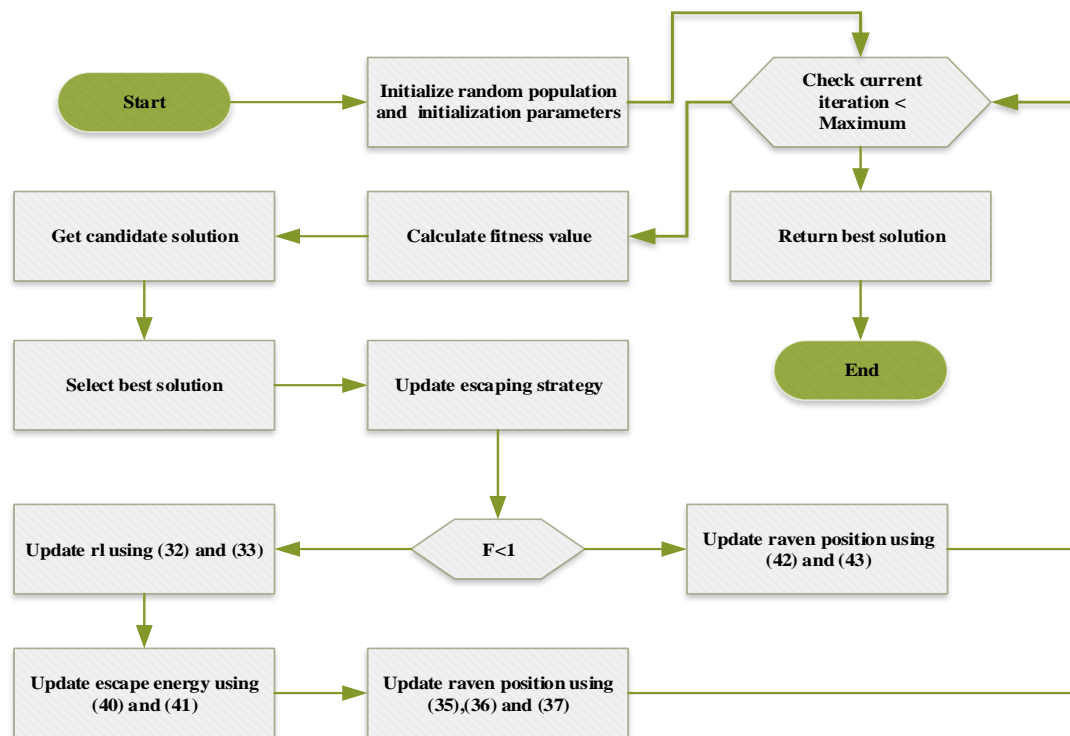 Start
Initialize random population
and initialization parameters
Check current
iteration <
Maximum
Get candidate solution
Calculate fitness value
Return best solution
Select best solution
Update escaping strategy
End
Update rl using (32) and (33)
F<1
Update raven position using
(42) and (43)
Update escape energy using
(40) and (41)
Update raven position using
(35),(36) and (37)